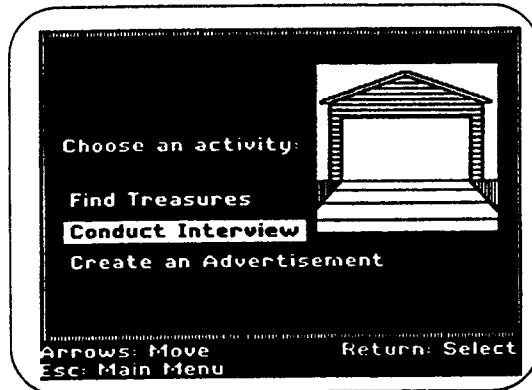 Choose an activity:
Find Treasures
Conduct Interview
Create an Advertisement
Arrows: Move Return: Select
Esc: Main Menu